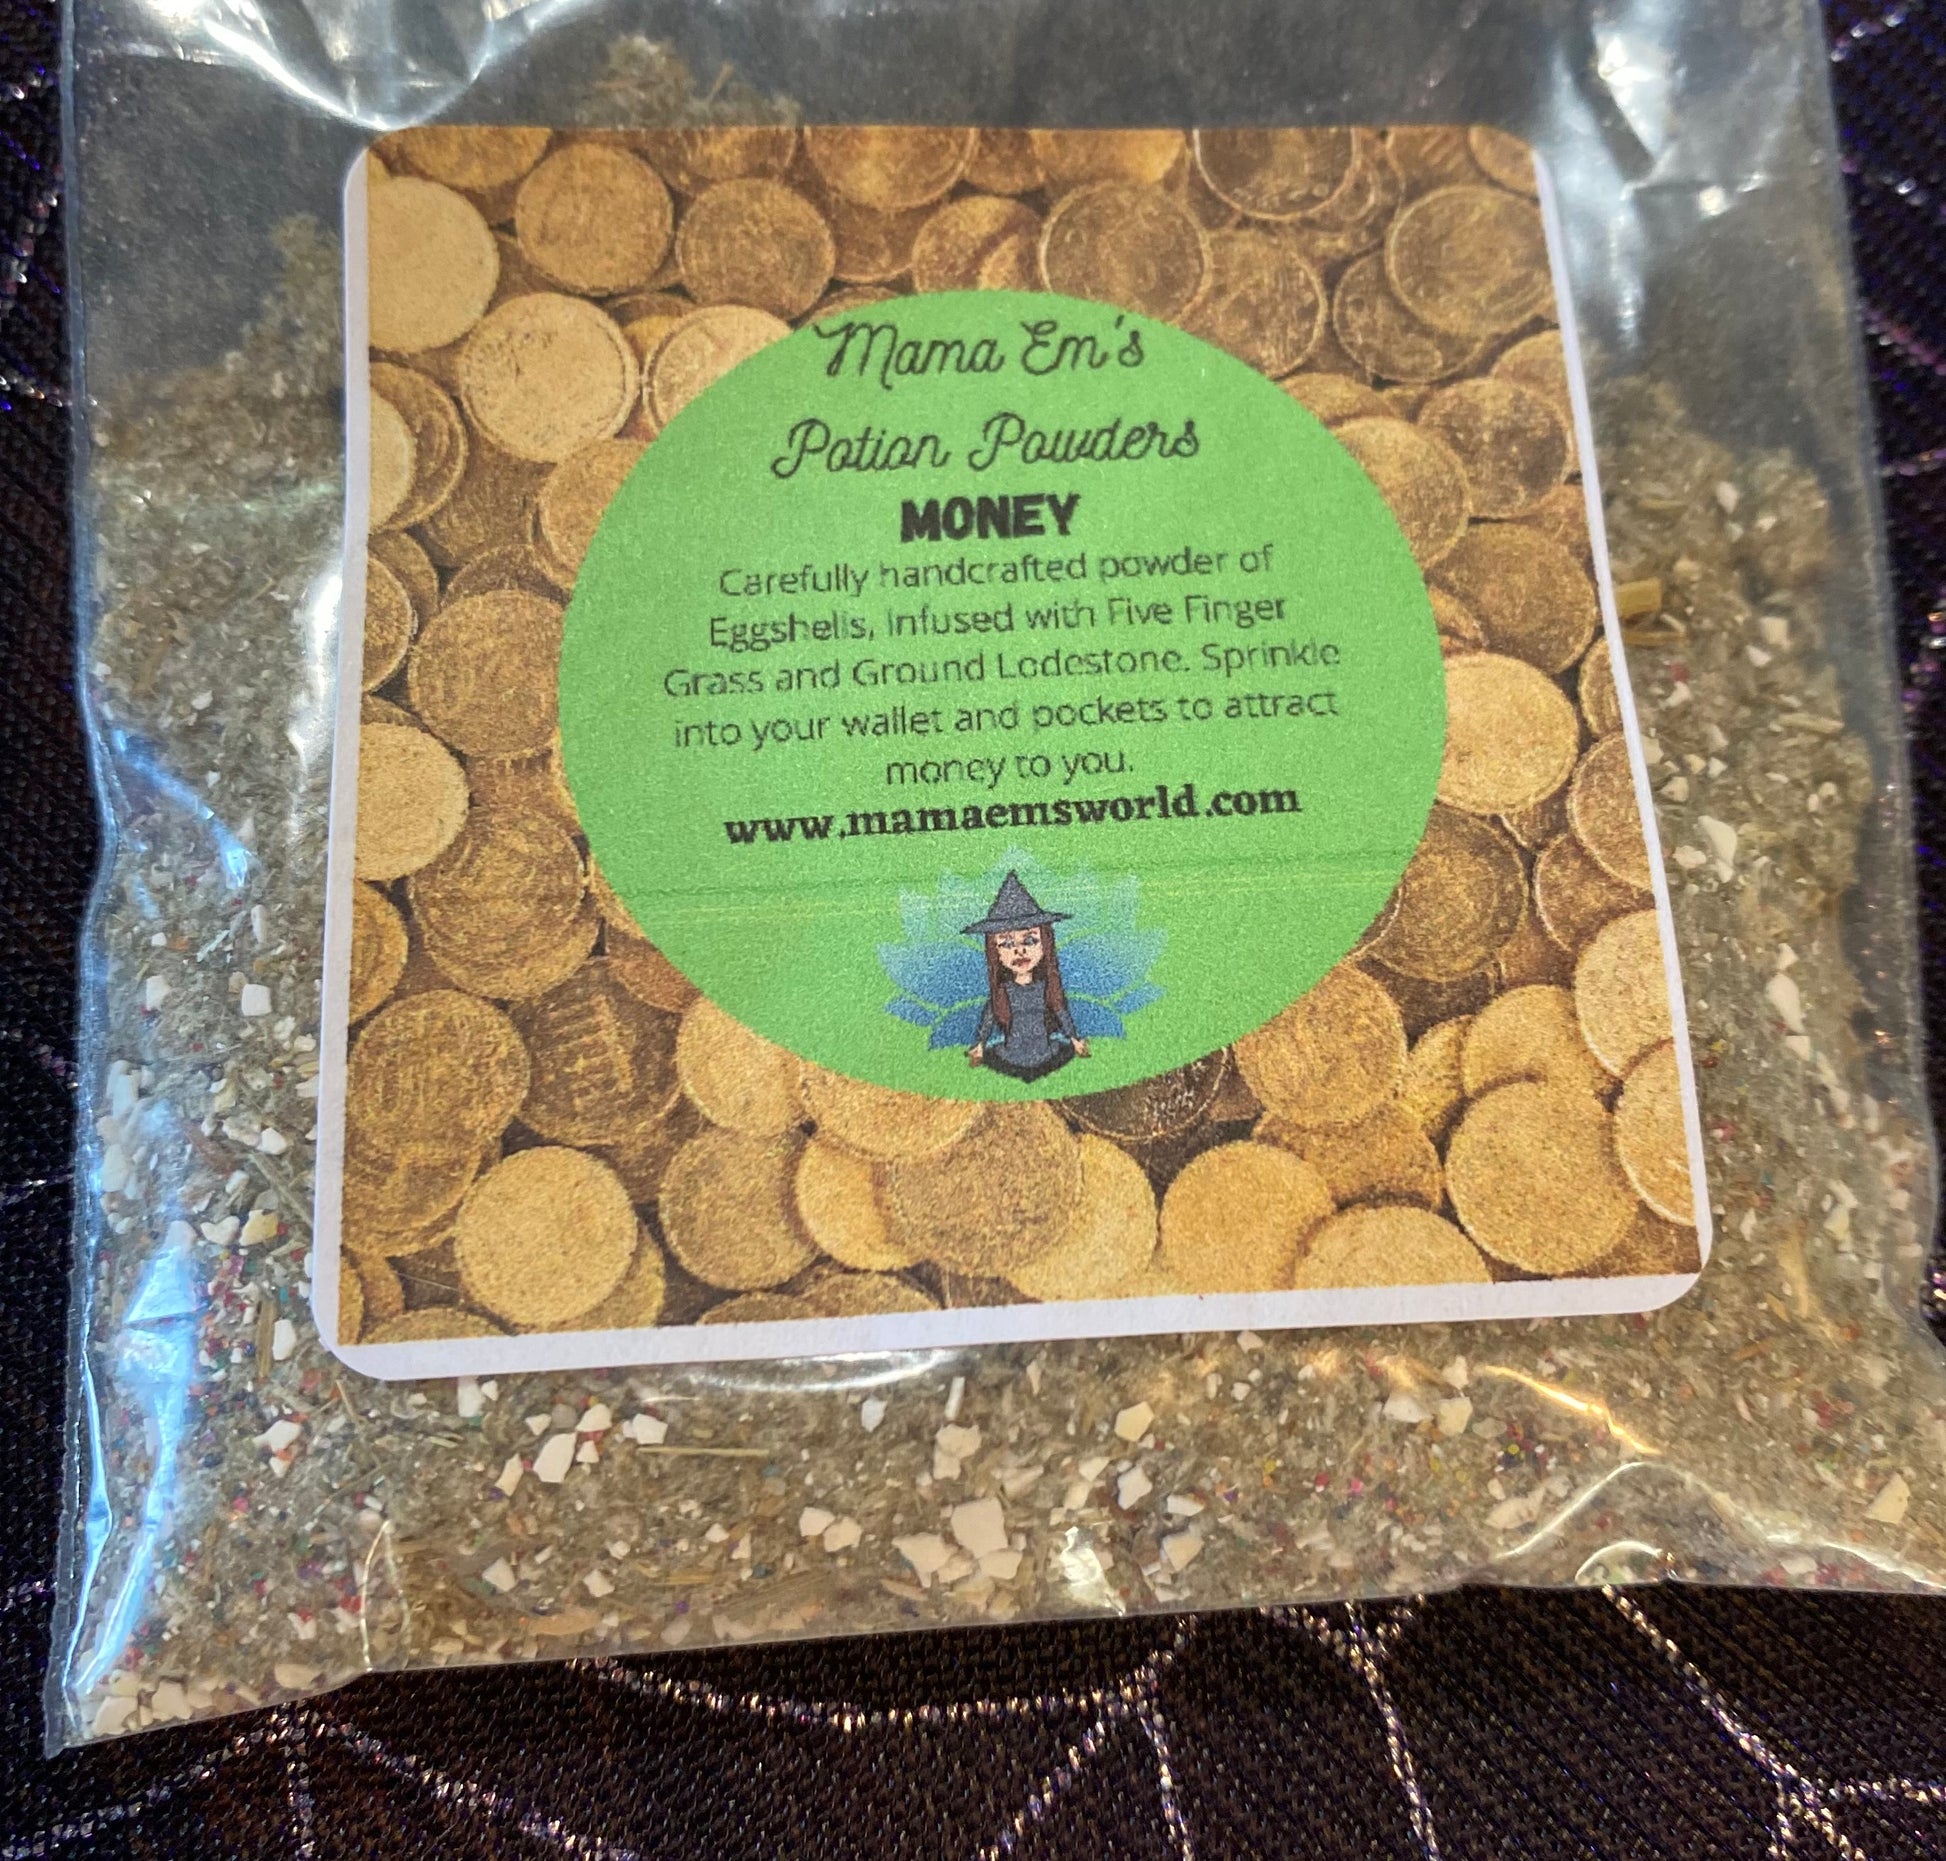 Mama Em's
Potion Powders
MONEY
Carefully handcrafted powder of
Eggshells, infused with Five Finger
Grass and Ground Lodestone. Sprinkle
into your wallet and pockets to attract
money to you.
www.mamaemsworld.com